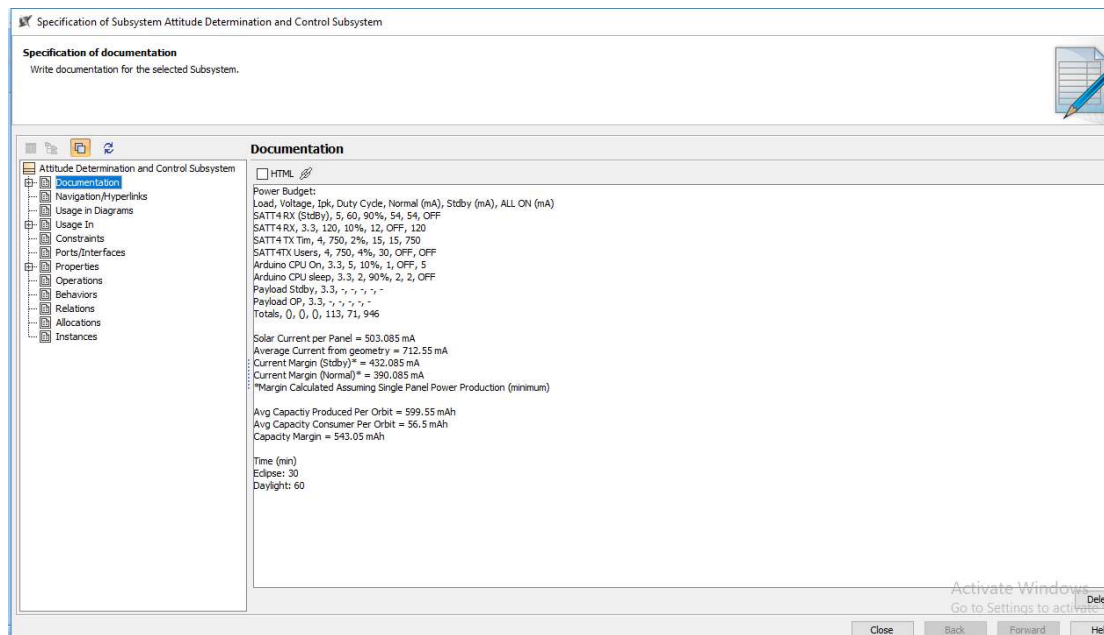 Specification of Subsystem Attitude Determination and Control Subsystem
Specification of documentation
Write documentation for the selected Subsystem.
Attitude Determination and Control Subsystem
Documentation
Navigation/Hyperlinks
Usage in Diagrams
Usage In
Constraints
Ports/Interfaces
Properties
Operations
Behaviors
Relations
Allocations
Instances
Documentation
HTML
Power Budget:
Load, Voltage, Ipk, Duty Cycle, Normal (mA), Stdby (mA), ALL ON (mA)
SATT4 RX (StdBy), 5, 60, 90%, 54, 54, OFF
SATT4 RX, 3.3, 120, 10%, 12, OFF, 120
SATT4 TX Tim, 4, 750, 2%, 15, 15, 750
SATT4TX Users, 4, 750, 4%, 30, OFF, OFF
Arduino CPU On, 3.3, 5, 10%, 1, OFF, 5
Arduino CPU sleep, 3.3, 2, 90%, 2, 2, OFF
Payload Stdby, 3.3, -, -, -, -, -
Payload OP, 3.3, -, -, -, -, -
Totals, (), (), (), 113, 71, 946
Solar Current per Panel = 503.085 mA
Average Current from geometry = 712.55 mA
Current Margin (Stdby)* = 432.085 mA
Current Margin (Normal)* = 390.085 mA
*Margin Calculated Assuming Single Panel Power Production (minimum)
Avg Capactiy Produced Per Orbit = 599.55 mAh
Avg Capacity Consumer Per Orbit = 56.5 mAh
Capacity Margin = 543.05 mAh
Time (min)
Eclipse: 30
Daylight: 60
Activate Windows
Go to Settings to activate
Dele
Close
Back
Forward
Hel